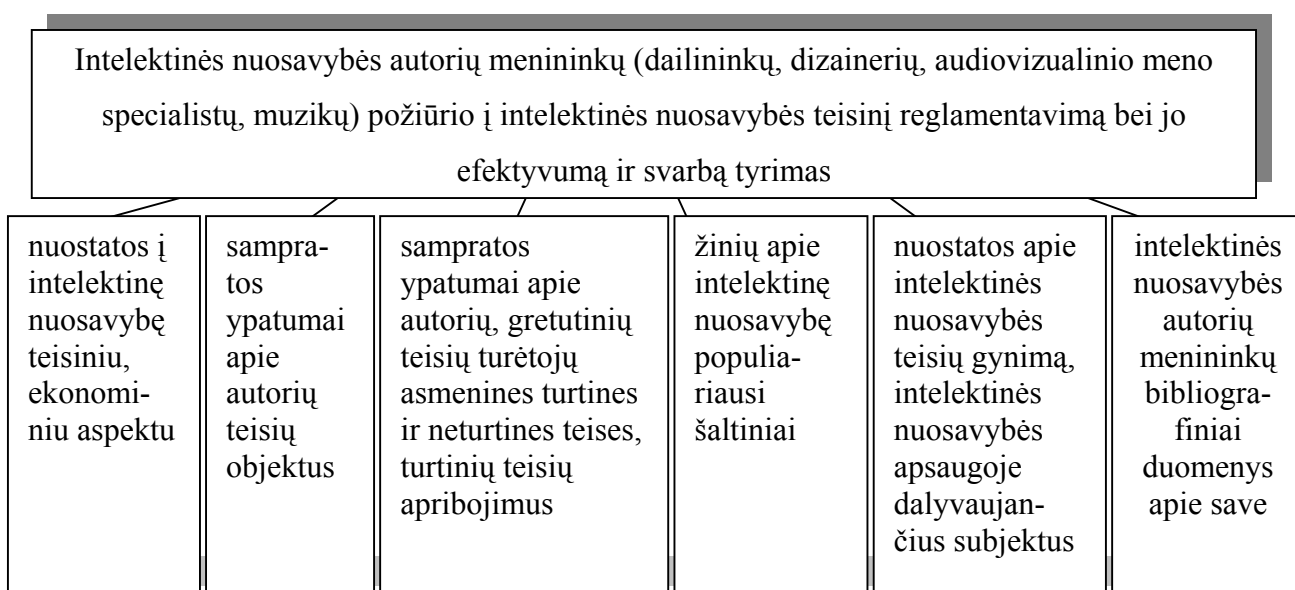 Intelektinės nuosavybės autorių menininkų (dailininkų, dizainerių, audiovizualinio meno
specialistų, muzikų) požiūrio į intelektinės nuosavybės teisinį reglamentavimą bei jo
efektyvumą ir svarbą tyrimas
nuostatos į
intelektinę
nuosavybę
teisiniu,
ekonomi-
niu aspektu
sampra-
tos
ypatumai
apie
autorių
teisių
objektus
sampratos
ypatumai apie
autorių, gretutinių
teisių turėtojų
asmenines turtines
ir neturtines teises,
turtinių teisių
apribojimus
žinių apie
intelektinę
nuosavybę
populia-
riausi
šaltiniai
nuostatos apie
intelektinės
nuosavybės
teisių gynimą,
intelektinės
nuosavybės
apsaugoje
dalyvaujan-
čius subjektus
intelektinės
nuosavybės
autorių
menininkų
bibliogra-
finiai
duomenys
apie save